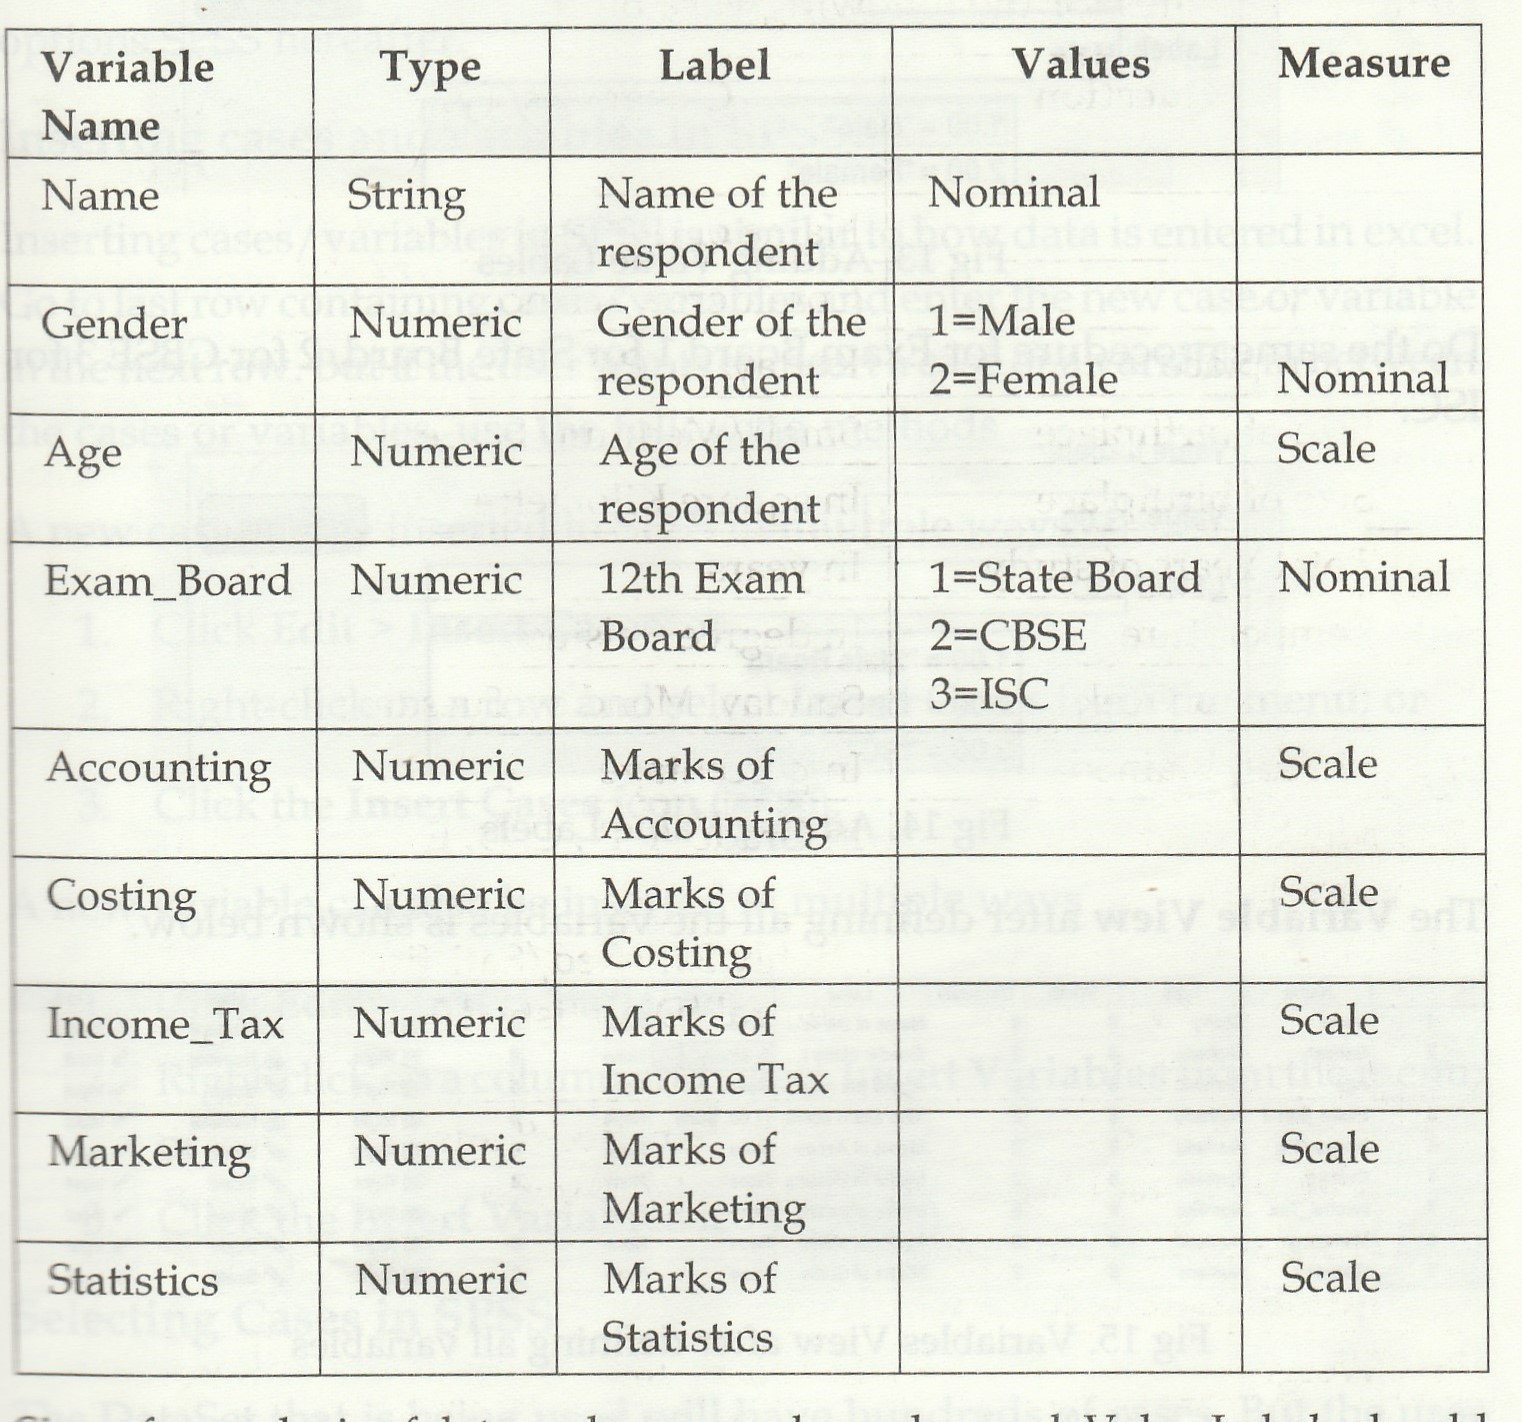 Variable Name	Type	Label	Values	Measure
Name	String	Name of the respondent	Nominal
Gender	Numeric	Gender of the respondent	1=Male 2=Female	Nominal
Age	Numeric	Age of the respondent		Scale
Exam_Board	Numeric	12th Exam Board	1=State Board 2=CBSE 3=ISC	Nominal
Accounting	Numeric	Marks of Accounting		Scale
Costing	Numeric	Marks of Costing		Scale
Income_Tax	Numeric	Marks of Income Tax		Scale
Marketing	Numeric	Marks of Marketing		Scale
Statistics	Numeric	Marks of Statistics		Scale